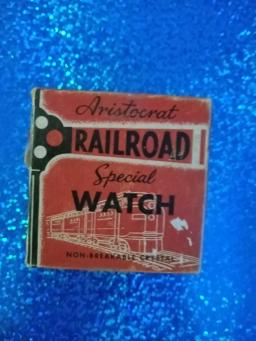 Aristocrat
RAILROAD
Special
WATCH
NON-BREAKABLE CRYSTAL